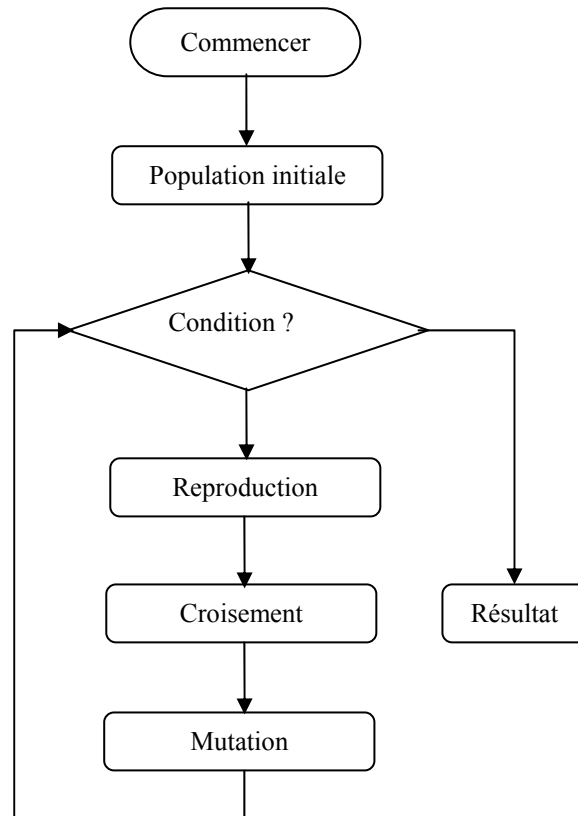 Commencer
Population initiale
Condition ?
Reproduction
Croisement
Résultat
Mutation